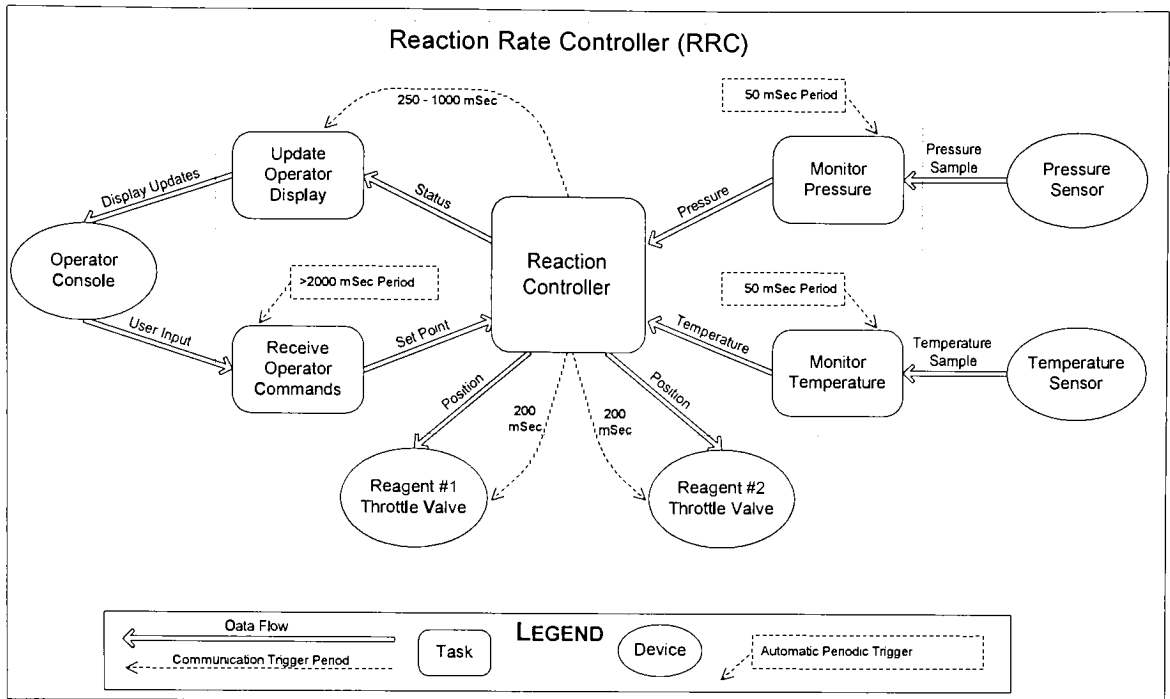 Reaction Rate Controller (RRC)
250 - 1000 mSec
50 mSec Period
Update
Operator
Display
Monitor
Pressure
Pressure
Sample
Pressure
Sensor
Display Updates
Status
Pressure
Operator
Console
Reaction
Controller
>2000 mSec Period
50 mSec Period
User Input
Set Point
Temperature
Receive
Operator
Commands
Monitor
Temperature
Temperature
Sample
Temperature
Sensor
Position
Position
200
mSec
200
mSec
Reagent #1
Throttle Valve
Reagent #2
Throttle Valve
LEGEND
Data Flow
Communication Trigger Period
Task
Device
Automatic Periodic Trigger